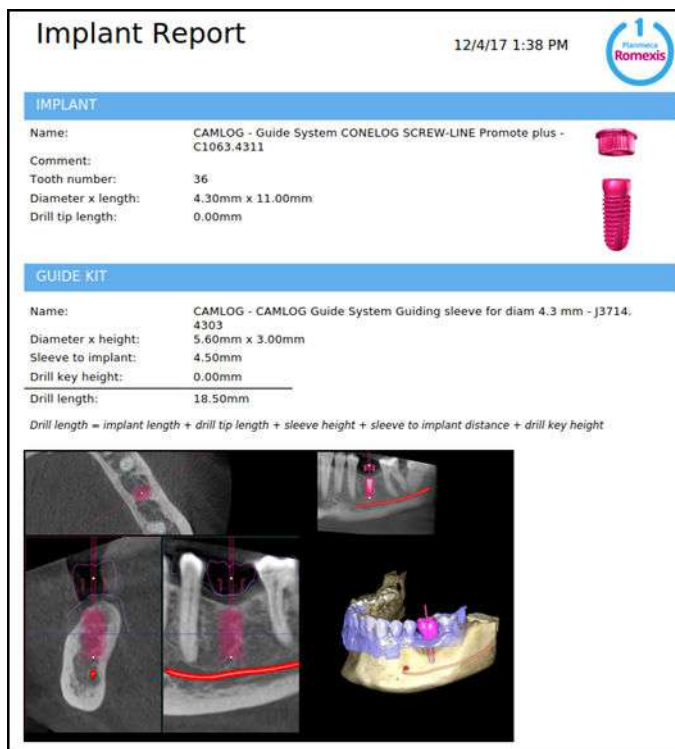 Implant Report
12/4/17 1:38 PM
1
Planmeca
Romexis
IMPLANT
Name: CAMLOG - Guide System CONELOG SCREW-LINE Promote plus -
C1063.4311
Comment:
Tooth number: 36
Diameter x length: 4.30mm x 11.00mm
Drill tip length: 0.00mm
GUIDE KIT
Name: CAMLOG - CAMLOG Guide System Guiding sleeve for diam 4.3 mm - J3714.
4303
Diameter x height: 5.60mm x 3.00mm
Sleeve to implant: 4.50mm
Drill key height: 0.00mm
Drill length: 18.50mm
Drill length = implant length + drill tip length + sleeve height + sleeve to implant distance + drill key height